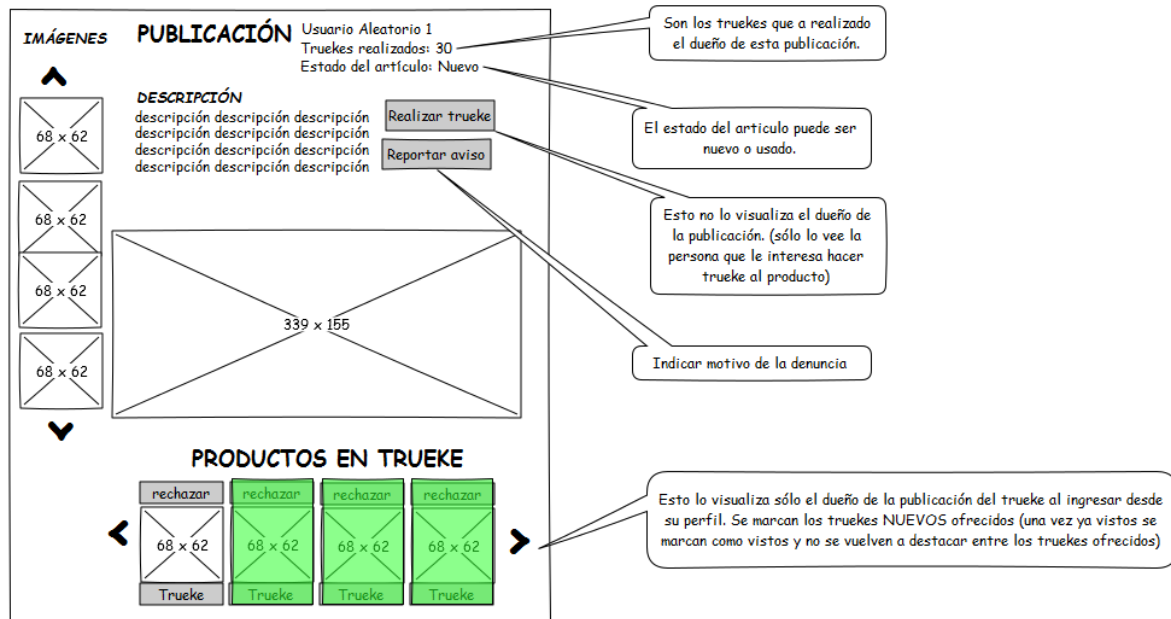 IMÁGENES
PUBLICACIÓN
Usuario Aleatorio 1
Truekes realizados: 30
Estado del artículo: Nuevo
DESCRIPCIÓN
descripción descripción descripción
descripción descripción descripción
descripción descripción descripción
descripción descripción descripción
Realizar trueke
Reportar aviso
68 x 62
68 x 62
68 x 62
68 x 62
339 x 155
PRODUCTOS EN TRUEKE
rechazar
rechazar
rechazar
rechazar
68 x 62
68 x 62
68 x 62
68 x 62
Trueke
Trueke
Trueke
Trueke
Son los truekes que a realizado
el dueño de esta publicación.
El estado del articulo puede ser
nuevo o usado.
Esto no lo visualiza el dueño de
la publicación. (sólo lo vee la
persona que le interesa hacer
trueke al producto)
Indicar motivo de la denuncia
Esto lo visualiza sólo el dueño de la publicación del trueke al ingresar desde
su perfil. Se marcan los truekes NUEVOS ofrecidos (una vez ya vistos se
marcan como vistos y no se vuelven a destacar entre los truekes ofrecidos)